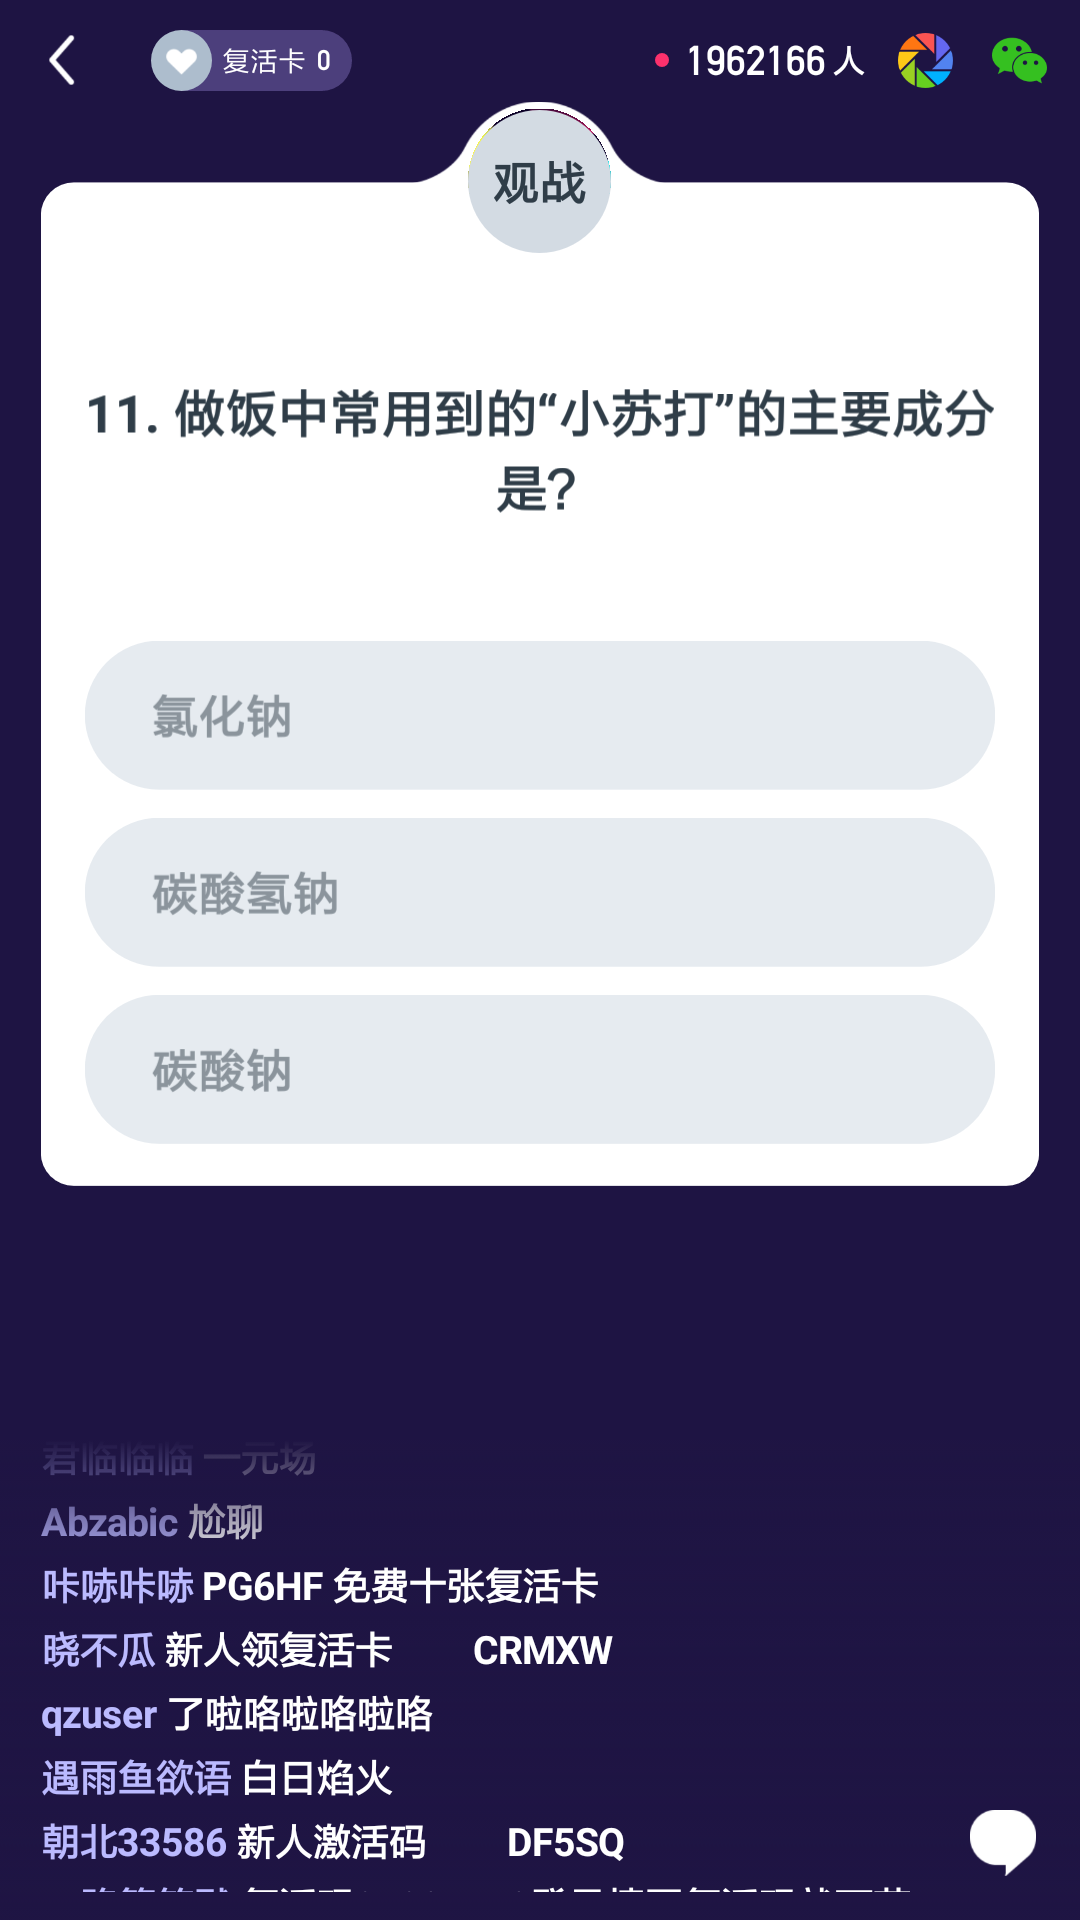 复活卡 0
1962166 人
观战
11. 做饭中常用到的“小苏打”的主要成分
是?
氯化钠
碳酸氢钠
碳酸钠
君临临临 一元场
Abzabic 尬聊
咔哧咔哧 PG6HF 免费十张复活卡
晓不瓜 新人领复活卡 CRMXW
qzuser 了啦咯啦咯啦咯
遇雨鱼欲语 白日焰火
朝北33586 新人激活码 DF5SQ